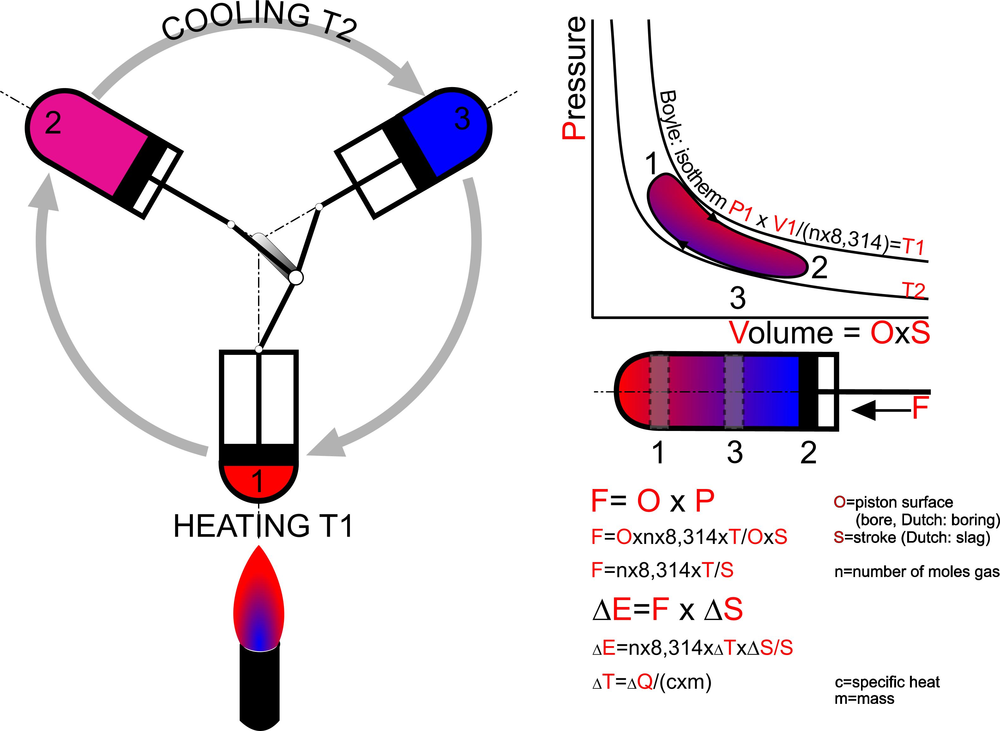 COOLING T2
2
3
1
HEATING T1
Pressure
Boyle: isotherm P1 x V1/(nx8,314)=T1
1
2
T2
3
Volume = OxS
F
1
3
2
F= O x P
F=Oxnx8,314xT/OxS
F=nx8,314xT/S
ΔE=F x ΔS
ΔE=nx8,314xΔTxΔS/S
ΔT=ΔQ/(cxm)
O=piston surface
(bore, Dutch: boring)
S=stroke (Dutch: slag)
n=number of moles gas
c=specific heat
m=mass